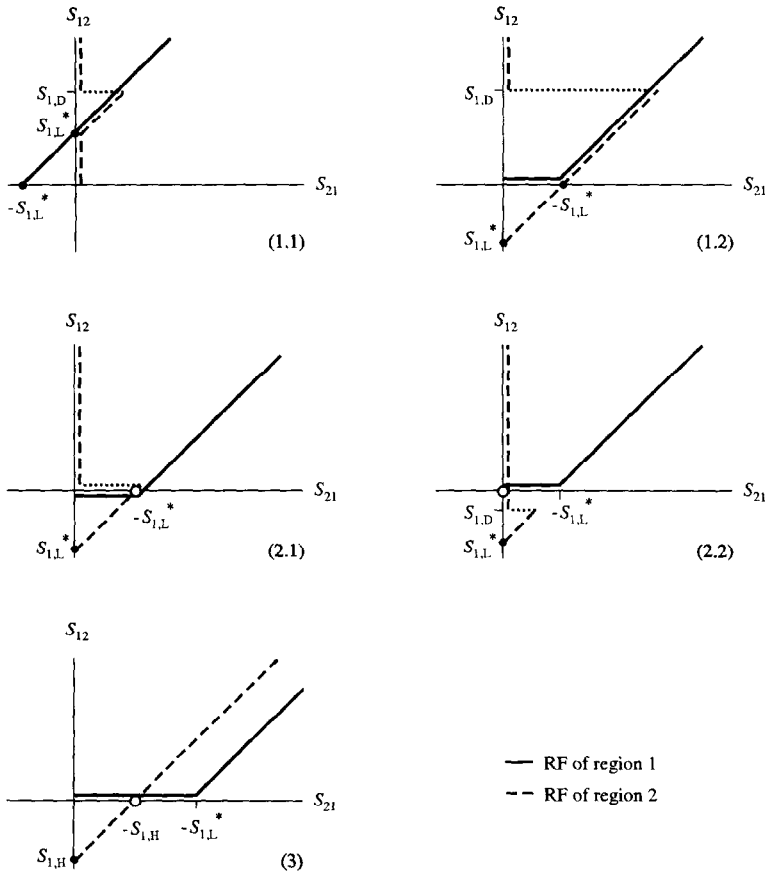 S₁₂
S₁,D
S₁,L*
S₂₁
-S₁,L*
(1.1)
S₁₂
S₁,D
S₂₁
-S₁,L*
S₁,L*
(1.2)
S₁₂
S₂₁
-S₁,L*
S₁,L*
(2.1)
S₁₂
S₂₁
S₁,D
-S₁,L*
S₁,L*
(2.2)
S₁₂
S₂₁
-S₁,H
-S₁,L*
S₁,H
(3)
RF of region 1
RF of region 2